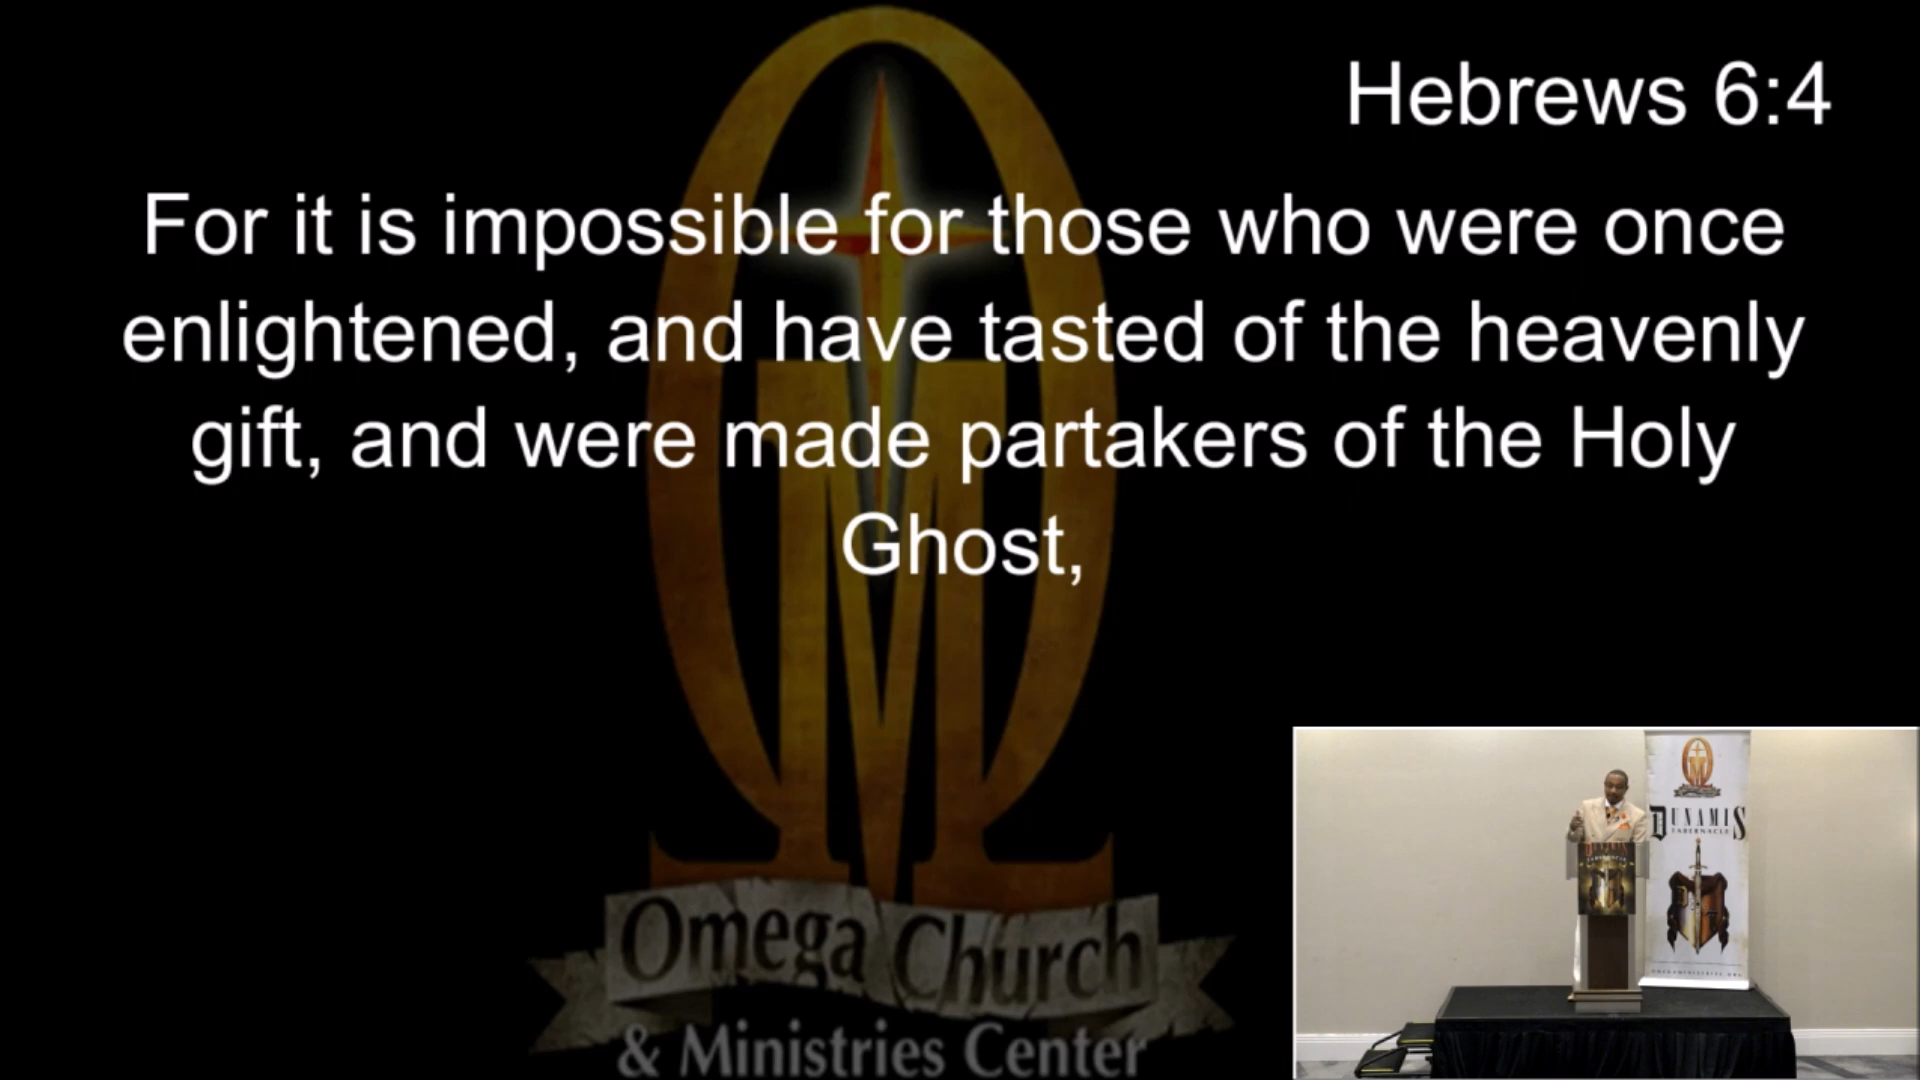 Hebrews 6:4
For it is impossible for those who were once
enlightened, and have tasted of the heavenly
gift, and were made partakers of the Holy
Ghost,
Omega Church
& Ministries Center
DUNAMIS
TABERNACLE